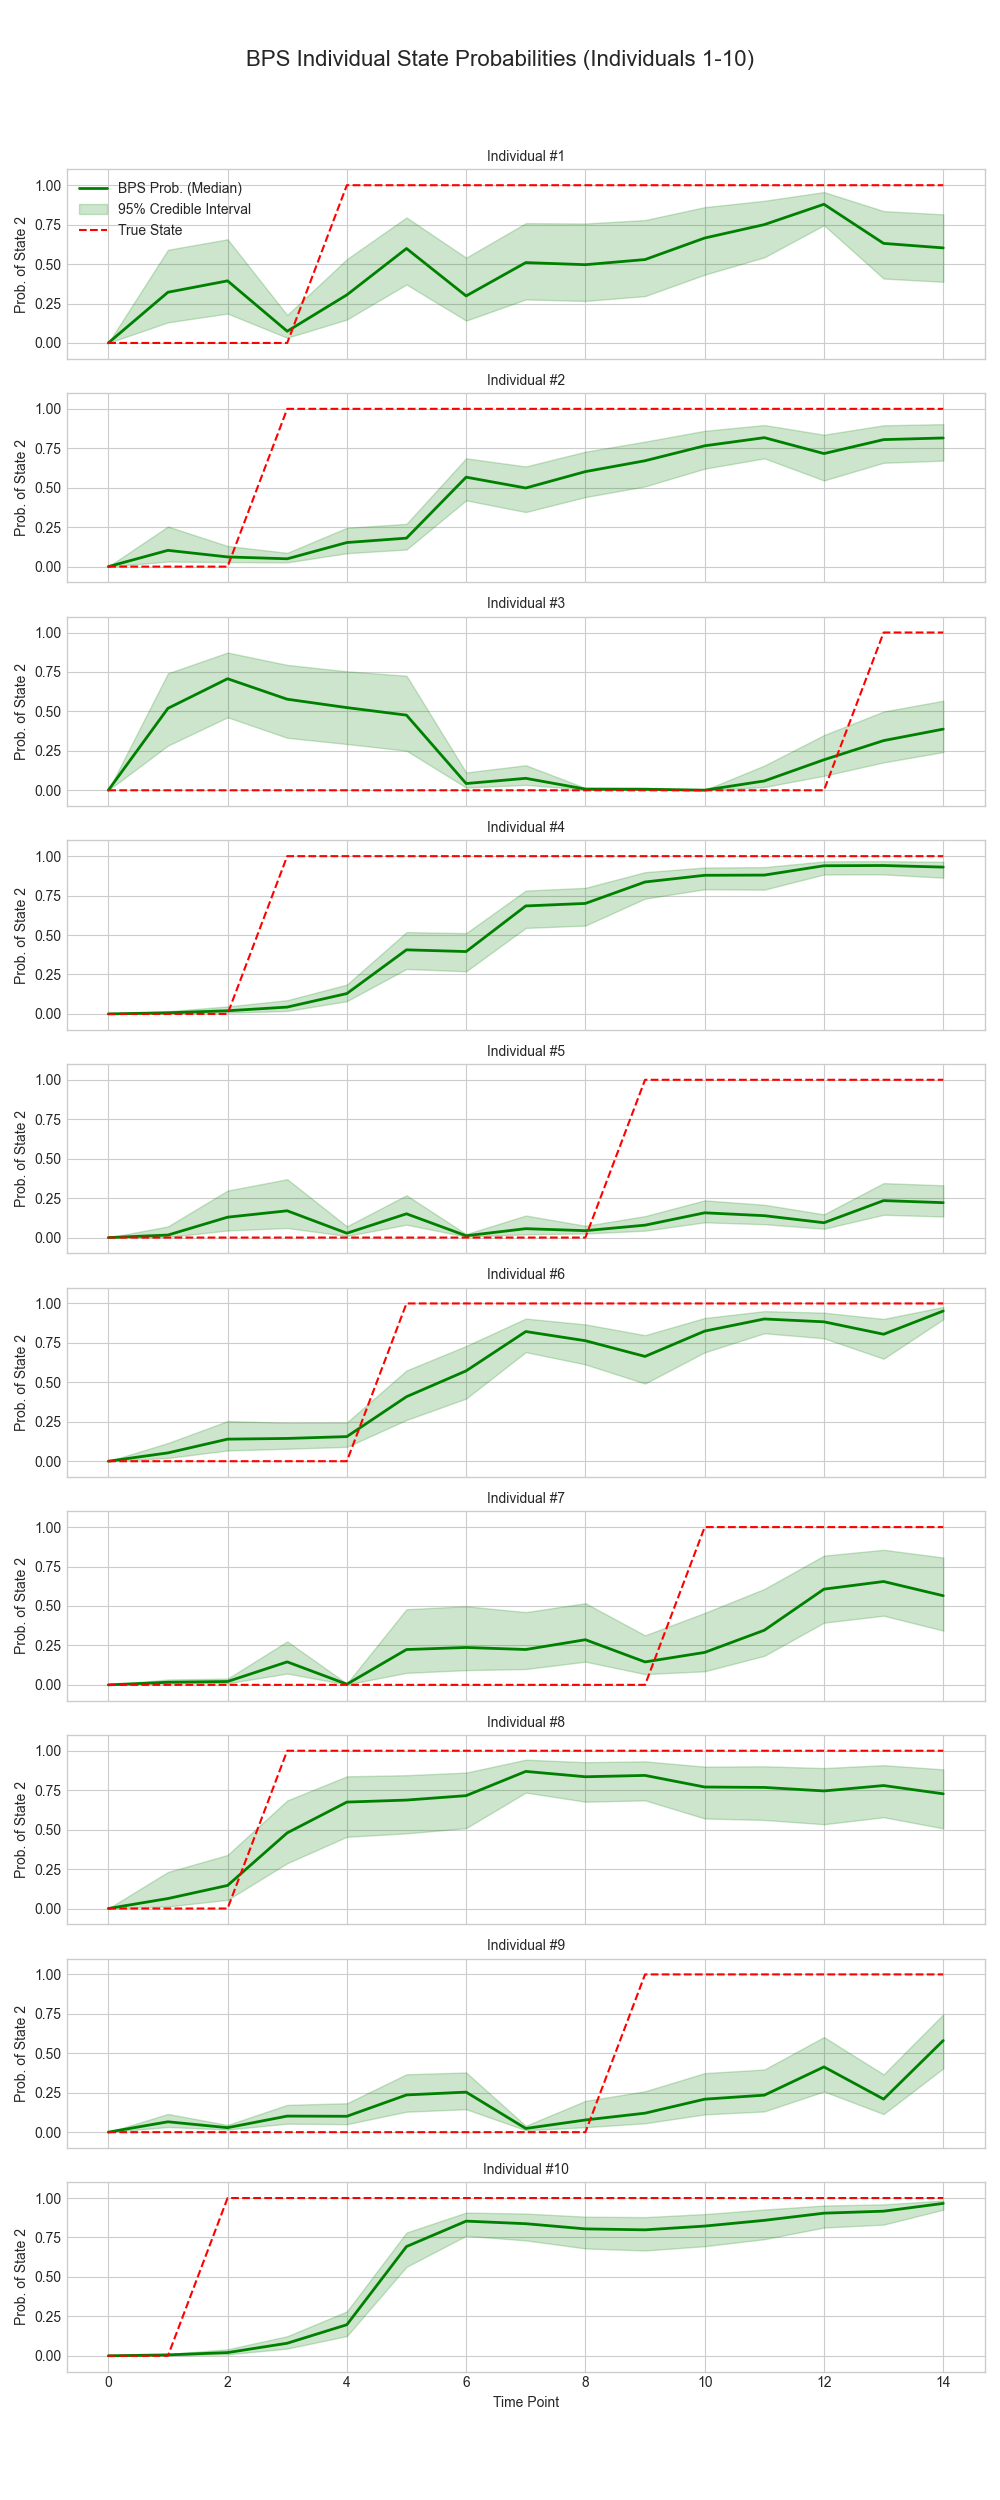 BPS Individual State Probabilities (Individuals 1-10)
Individual #1
BPS Prob. (Median)
95% Credible Interval
True State
Prob. of State 2
1.00
0.75
0.50
0.25
0.00
Individual #2
Prob. of State 2
1.00
0.75
0.50
0.25
0.00
Individual #3
Prob. of State 2
1.00
0.75
0.50
0.25
0.00
Individual #4
Prob. of State 2
1.00
0.75
0.50
0.25
0.00
Individual #5
Prob. of State 2
1.00
0.75
0.50
0.25
0.00
Individual #6
Prob. of State 2
1.00
0.75
0.50
0.25
0.00
Individual #7
Prob. of State 2
1.00
0.75
0.50
0.25
0.00
Individual #8
Prob. of State 2
1.00
0.75
0.50
0.25
0.00
Individual #9
Prob. of State 2
1.00
0.75
0.50
0.25
0.00
Individual #10
Prob. of State 2
1.00
0.75
0.50
0.25
0.00
0 2 4 6 8 10 12 14
Time Point